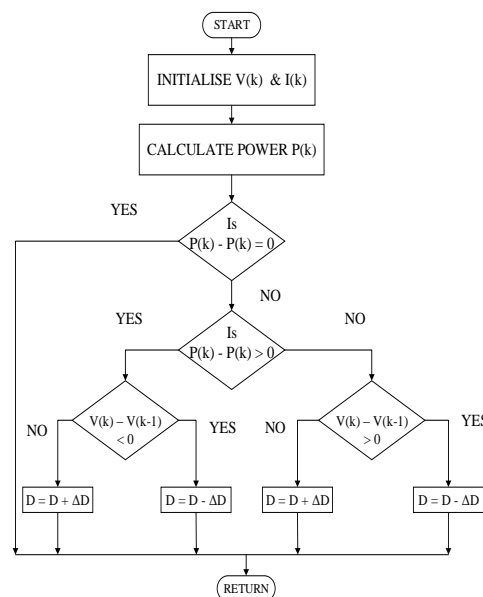 START
INITIALISE V(k) & I(k)
CALCULATE POWER P(k)
YES
Is
P(k) - P(k) = 0
NO
YES
NO
Is
P(k) - P(k) > 0
NO
V(k) – V(k-1)
< 0
YES
NO
V(k) – V(k-1)
> 0
YES
D = D + ΔD
D = D - ΔD
D = D + ΔD
D = D - ΔD
RETURN